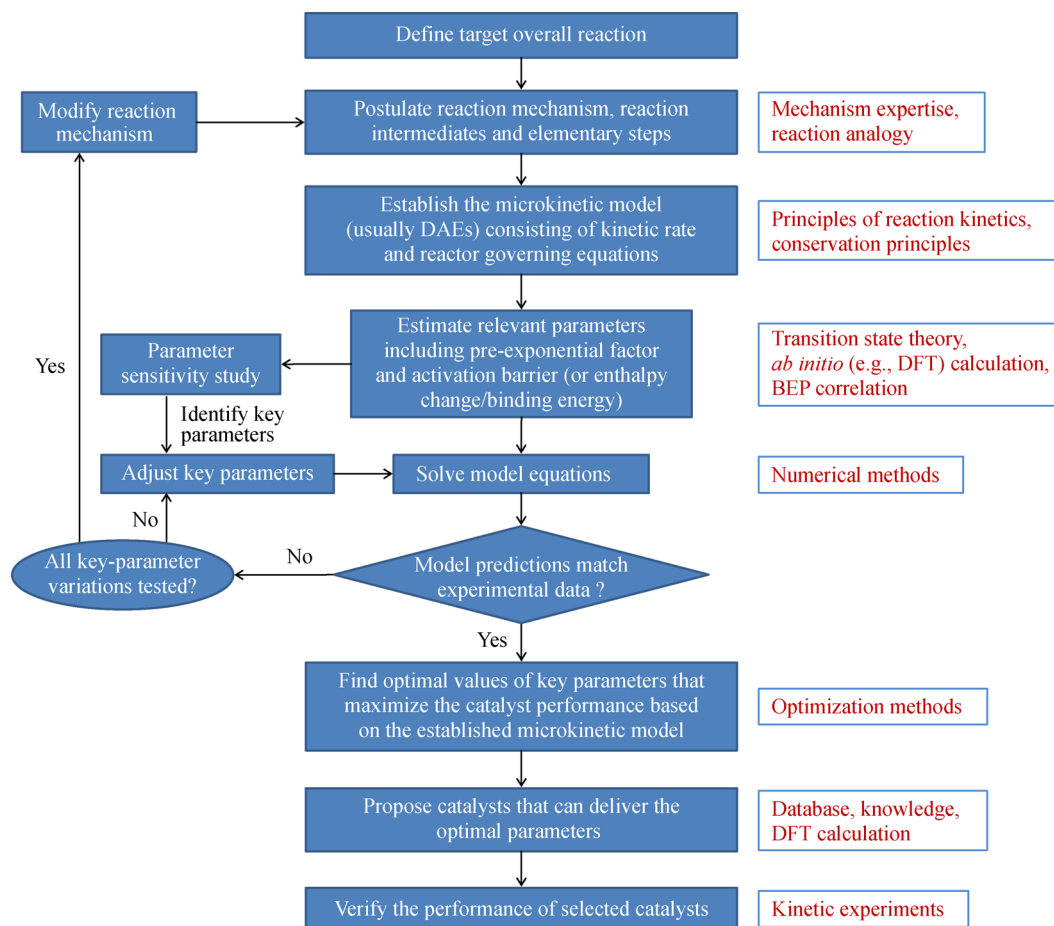 Define target overall reaction
Modify reaction
mechanism
Postulate reaction mechanism, reaction
intermediates and elementary steps
Mechanism expertise,
reaction analogy
Establish the microkinetic model
(usually DAEs) consisting of kinetic rate
and reactor governing equations
Principles of reaction kinetics,
conservation principles
Yes
Parameter
sensitivity study
Estimate relevant parameters
including pre-exponential factor
and activation barrier (or enthalpy
change/binding energy)
Transition state theory,
ab initio (e.g., DFT) calculation,
BEP correlation
Identify key
parameters
Adjust key parameters
Solve model equations
Numerical methods
No
All key-parameter
variations tested?
No
Model predictions match
experimental data ?
Yes
Find optimal values of key parameters that
maximize the catalyst performance based
on the established microkinetic model
Optimization methods
Propose catalysts that can deliver the
optimal parameters
Database, knowledge,
DFT calculation
Verify the performance of selected catalysts
Kinetic experiments